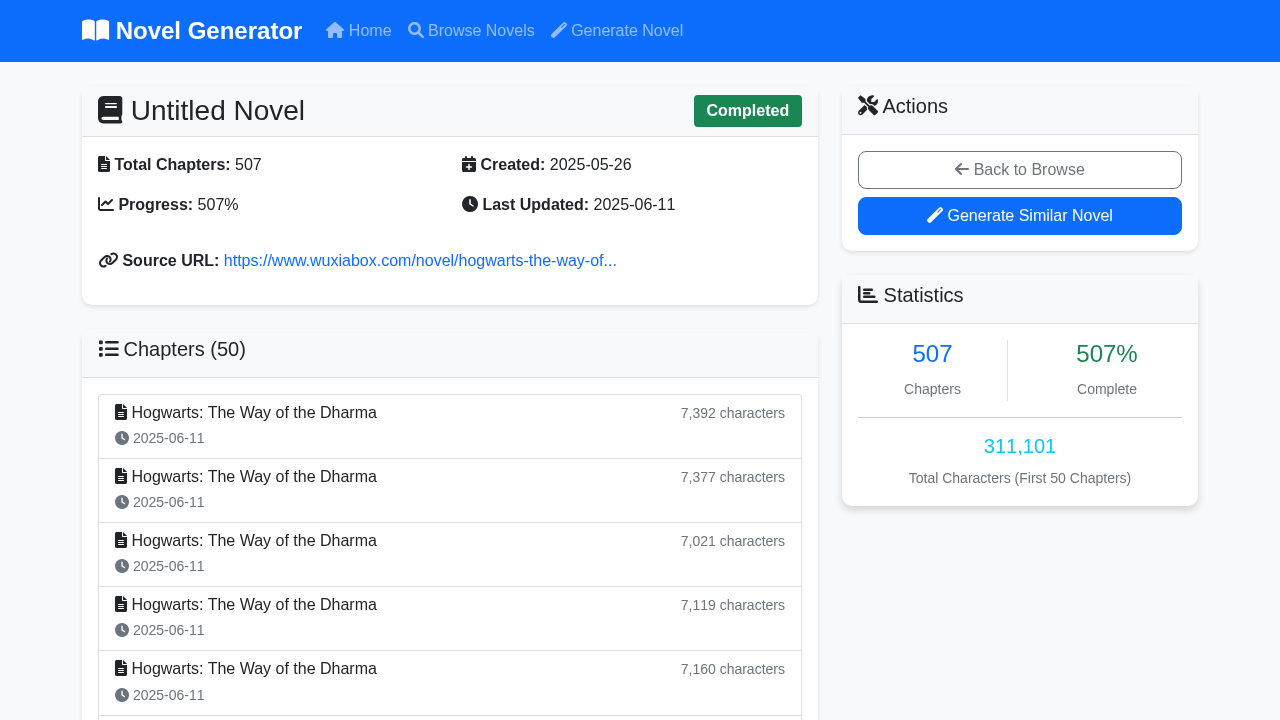 Novel Generator Home Browse Novels Generate Novel
Untitled Novel Completed
Total Chapters: 507 Created: 2025-05-26
Progress: 507% Last Updated: 2025-06-11
Source URL: https://www.wuxiabox.com/novel/hogwarts-the-way-of...
Chapters (50)
Hogwarts: The Way of the Dharma 7,392 characters
2025-06-11
Hogwarts: The Way of the Dharma 7,377 characters
2025-06-11
Hogwarts: The Way of the Dharma 7,021 characters
2025-06-11
Hogwarts: The Way of the Dharma 7,119 characters
2025-06-11
Hogwarts: The Way of the Dharma 7,160 characters
2025-06-11
Actions
Back to Browse
Generate Similar Novel
Statistics
507 507%
Chapters Complete
311,101
Total Characters (First 50 Chapters)